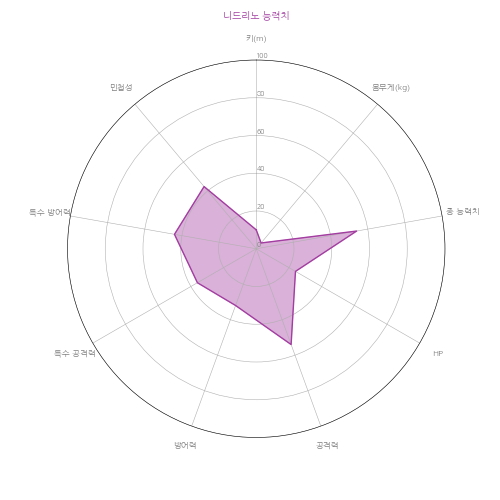 니드리노 능력치
키(m)
100
민첩성
몸무게(kg)
80
60
40
특수 방어력
20
총 능력치
0
특수 공격력
HP
방어력
공격력